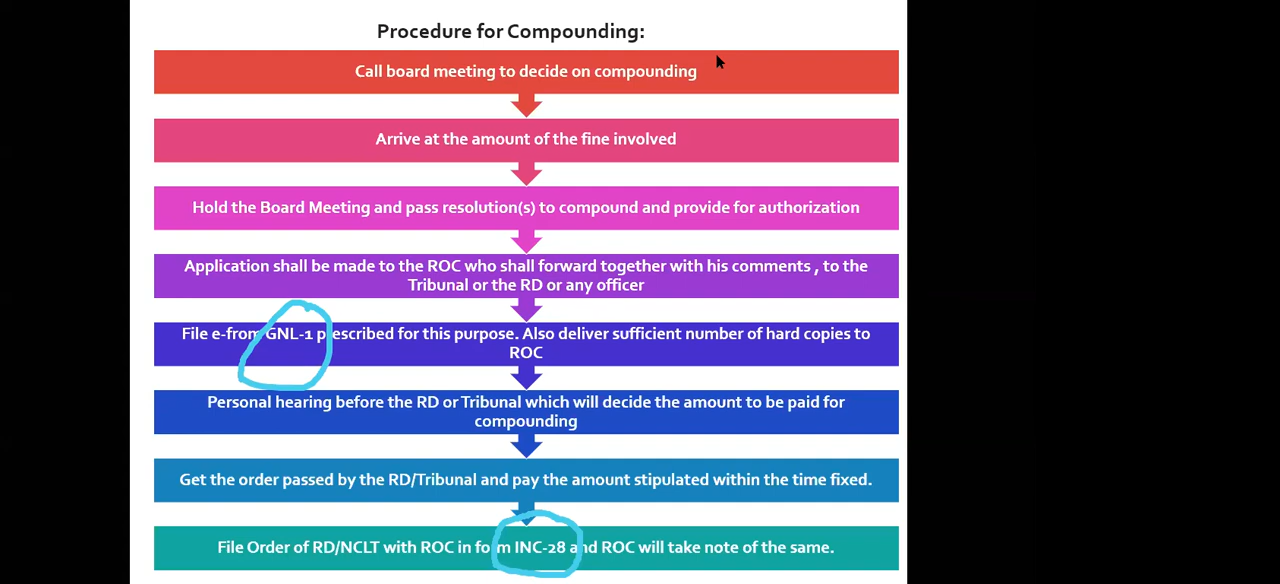 Procedure for Compounding:
Call board meeting to decide on compounding
Arrive at the amount of the fine involved
Hold the Board Meeting and pass resolution(s) to compound and provide for authorization
Application shall be made to the ROC who shall forward together with his comments , to the
Tribunal or the RD or any officer
File e-from GNL-1 prescribed for this purpose. Also deliver sufficient number of hard copies to
ROC
Personal hearing before the RD or Tribunal which will decide the amount to be paid for
compounding
Get the order passed by the RD/Tribunal and pay the amount stipulated within the time fixed.
File Order of RD/NCLT with ROC in form INC-28 and ROC will take note of the same.